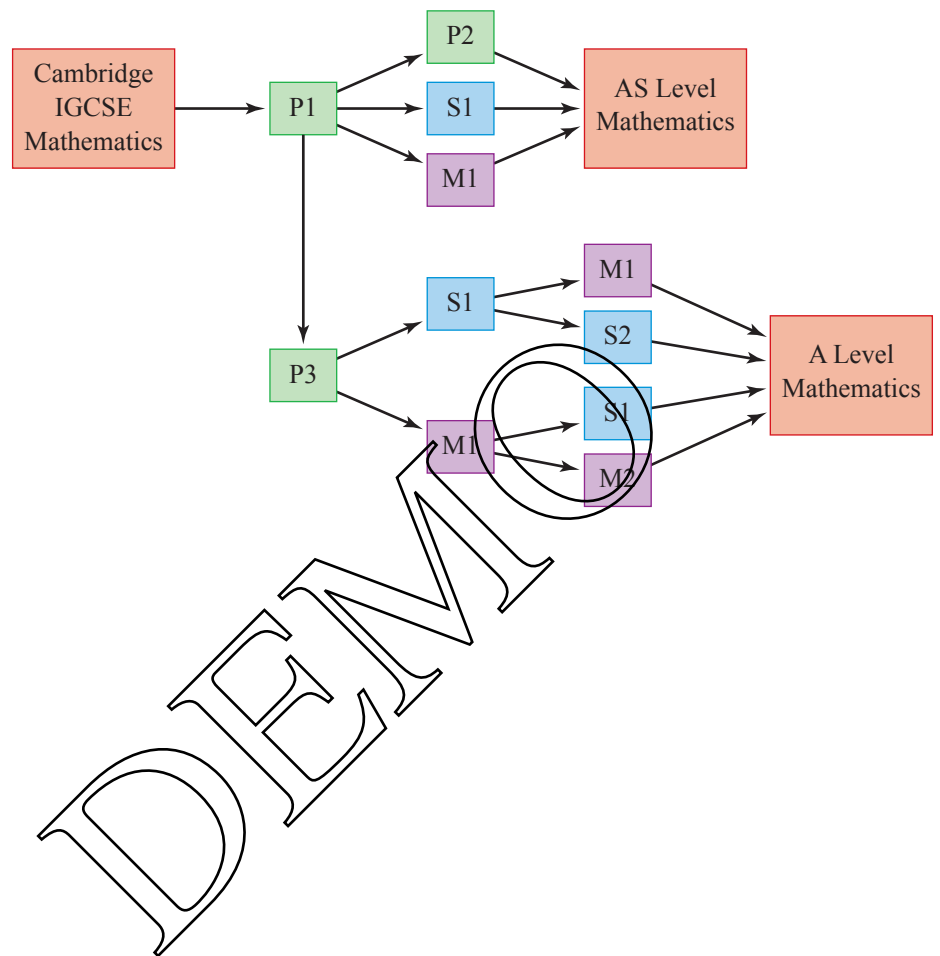 Cambridge
IGCSE
Mathematics
P1
P2
S1
M1
AS Level
Mathematics
P3
S1
M1
M1
S2
S1
M2
A Level
Mathematics
DEMO